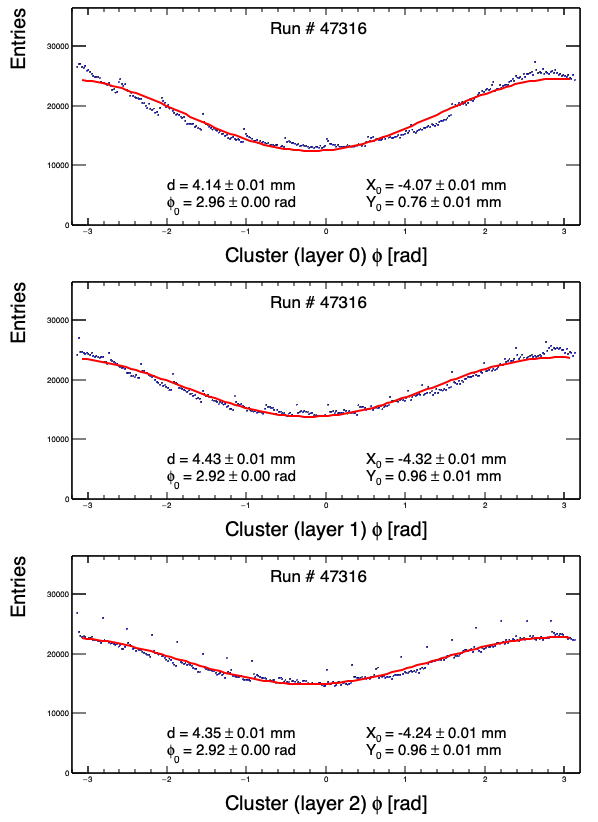 Entries
Run # 47316
30000
20000
10000
0
d = 4.14 ± 0.01 mm X₀ = -4.07 ± 0.01 mm
ϕ₀ = 2.96 ± 0.00 rad Y₀ = 0.76 ± 0.01 mm
−3 −2 −1 0 1 2 3
Cluster (layer 0) ϕ [rad]
Entries
Run # 47316
30000
20000
10000
0
d = 4.43 ± 0.01 mm X₀ = -4.32 ± 0.01 mm
ϕ₀ = 2.92 ± 0.00 rad Y₀ = 0.96 ± 0.01 mm
−3 −2 −1 0 1 2 3
Cluster (layer 1) ϕ [rad]
Entries
Run # 47316
30000
20000
10000
0
d = 4.35 ± 0.01 mm X₀ = -4.24 ± 0.01 mm
ϕ₀ = 2.92 ± 0.00 rad Y₀ = 0.96 ± 0.01 mm
−3 −2 −1 0 1 2 3
Cluster (layer 2) ϕ [rad]